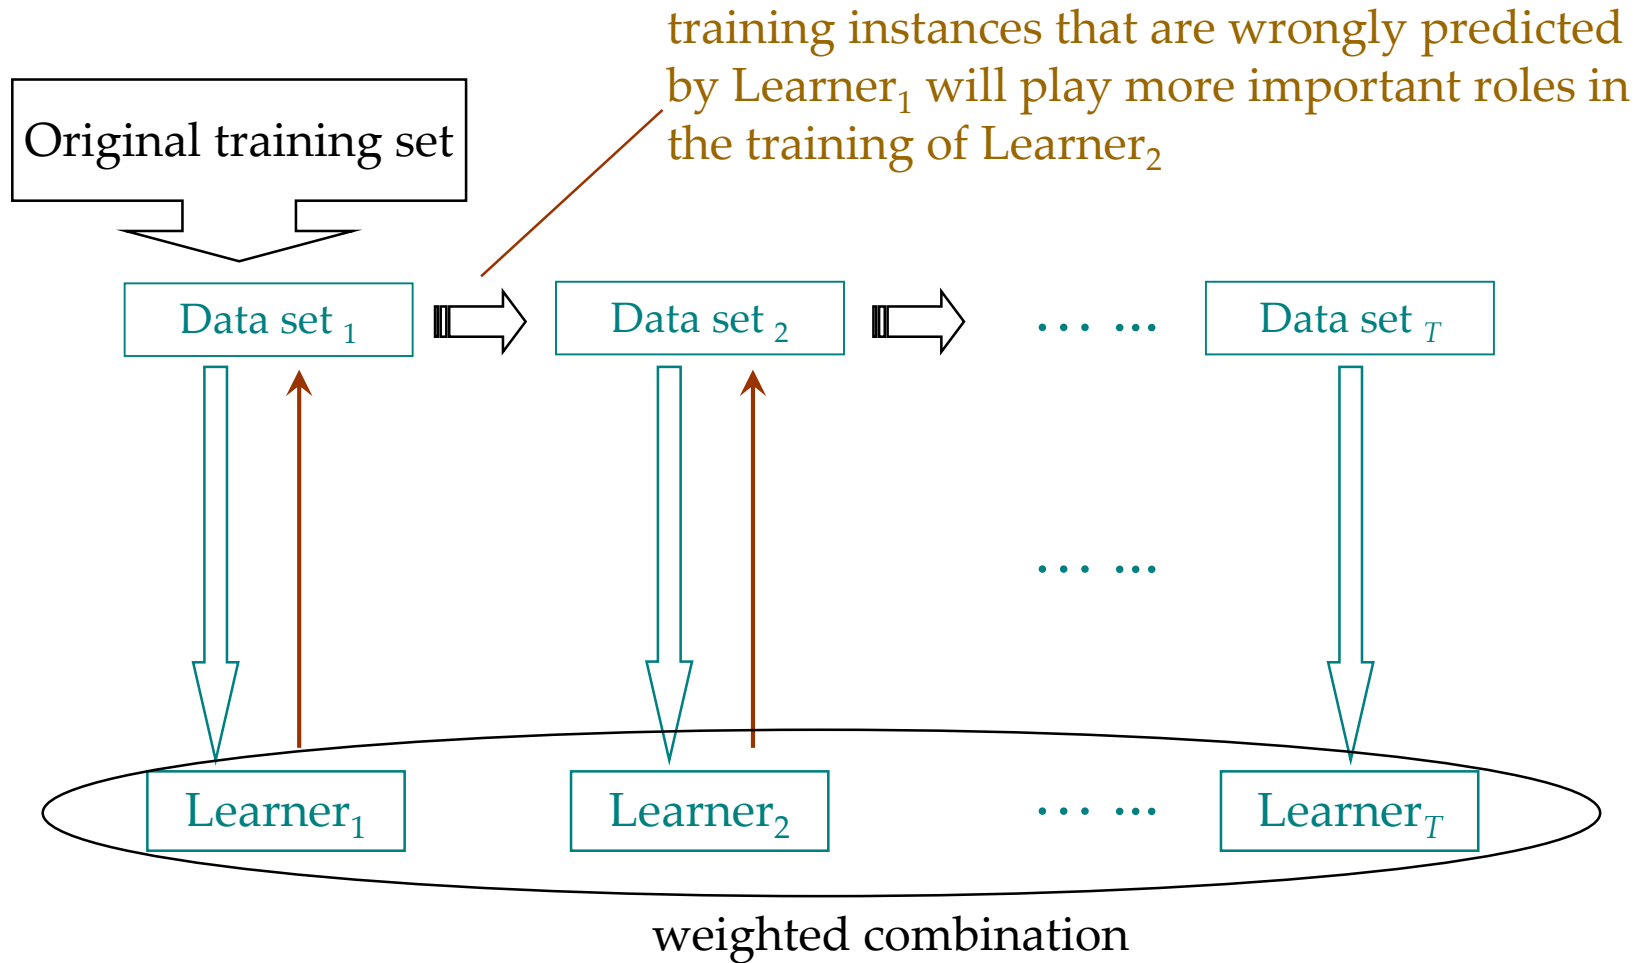 training instances that are wrongly predicted
by Learner₁ will play more important roles in
the training of Learner₂
Original training set
Data set ₁
Data set ₂
… ...
Data set T
… ...
Learner₁
Learner₂
… ...
LearnerT
weighted combination